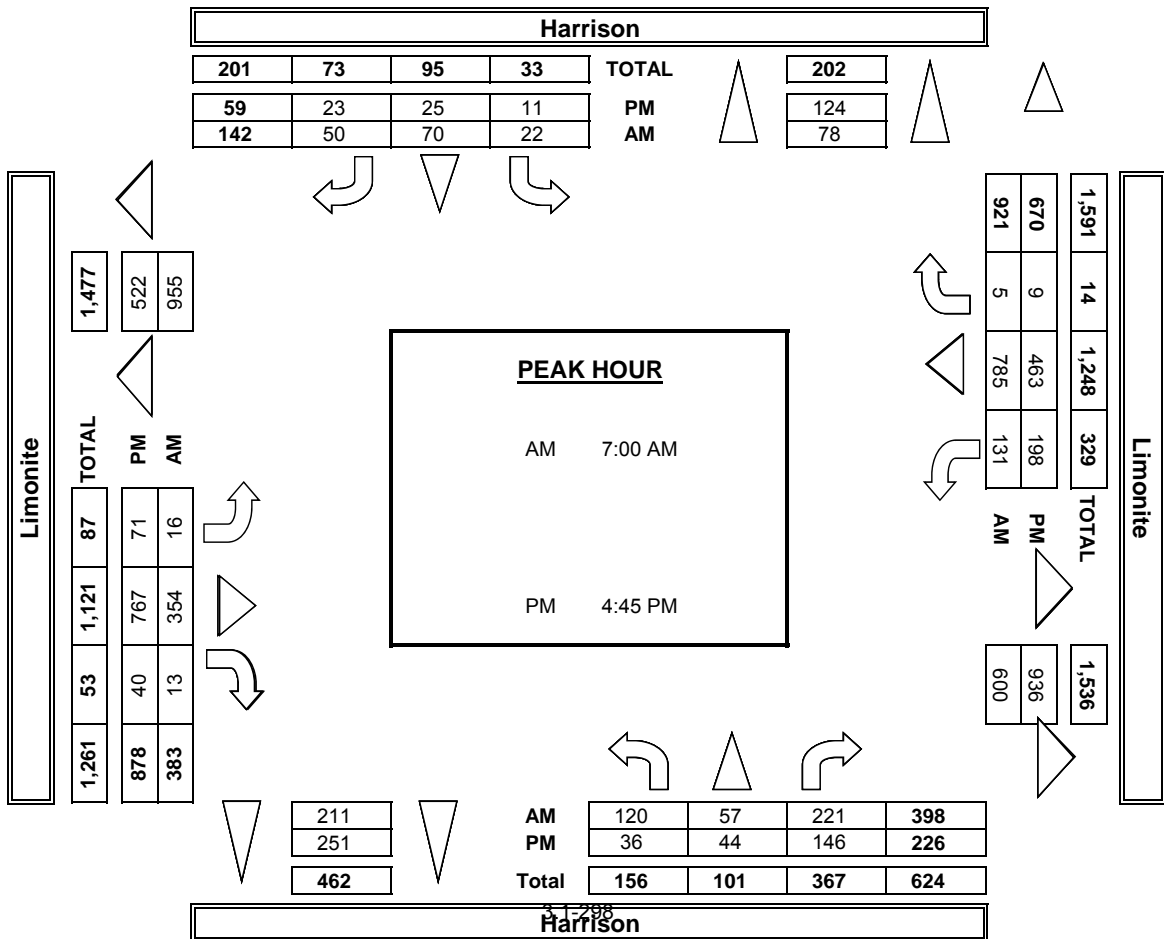 Harrison
201 73 95 33 TOTAL 202
59 23 25 11 PM 124
142 50 70 22 AM 78
Limonite
1,477
522
955
TOTAL 87 1,121 53 1,261
PM 71 767 40 878
AM 16 354 13 383
PEAK HOUR
AM 7:00 AM
PM 4:45 PM
1,591 14 1,248 329 TOTAL
670 9 463 198 PM
921 5 785 131 AM
1,536
936
600
Limonite
211 AM 120 57 221 398
251 PM 36 44 146 226
462 Total 156 101 367 624
3.1-298
Harrison